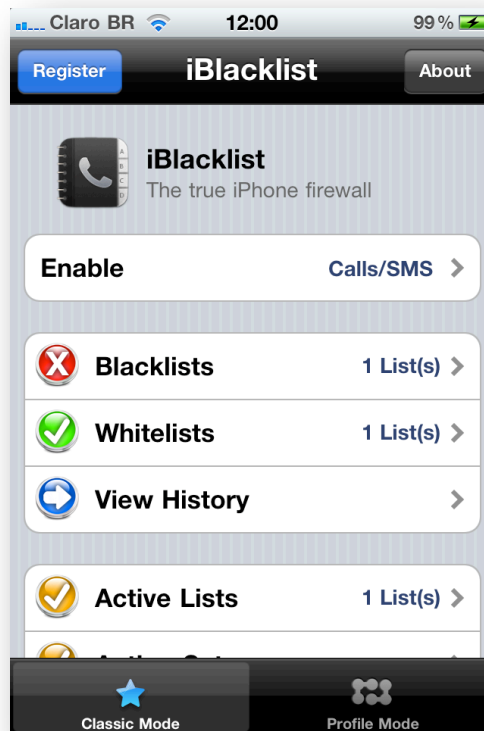 Claro BR 12:00 99%
Register iBlacklist About
iBlacklist
The true iPhone firewall
Enable Calls/SMS
Blacklists 1 List(s)
Whitelists 1 List(s)
View History
Active Lists 1 List(s)
Classic Mode Profile Mode